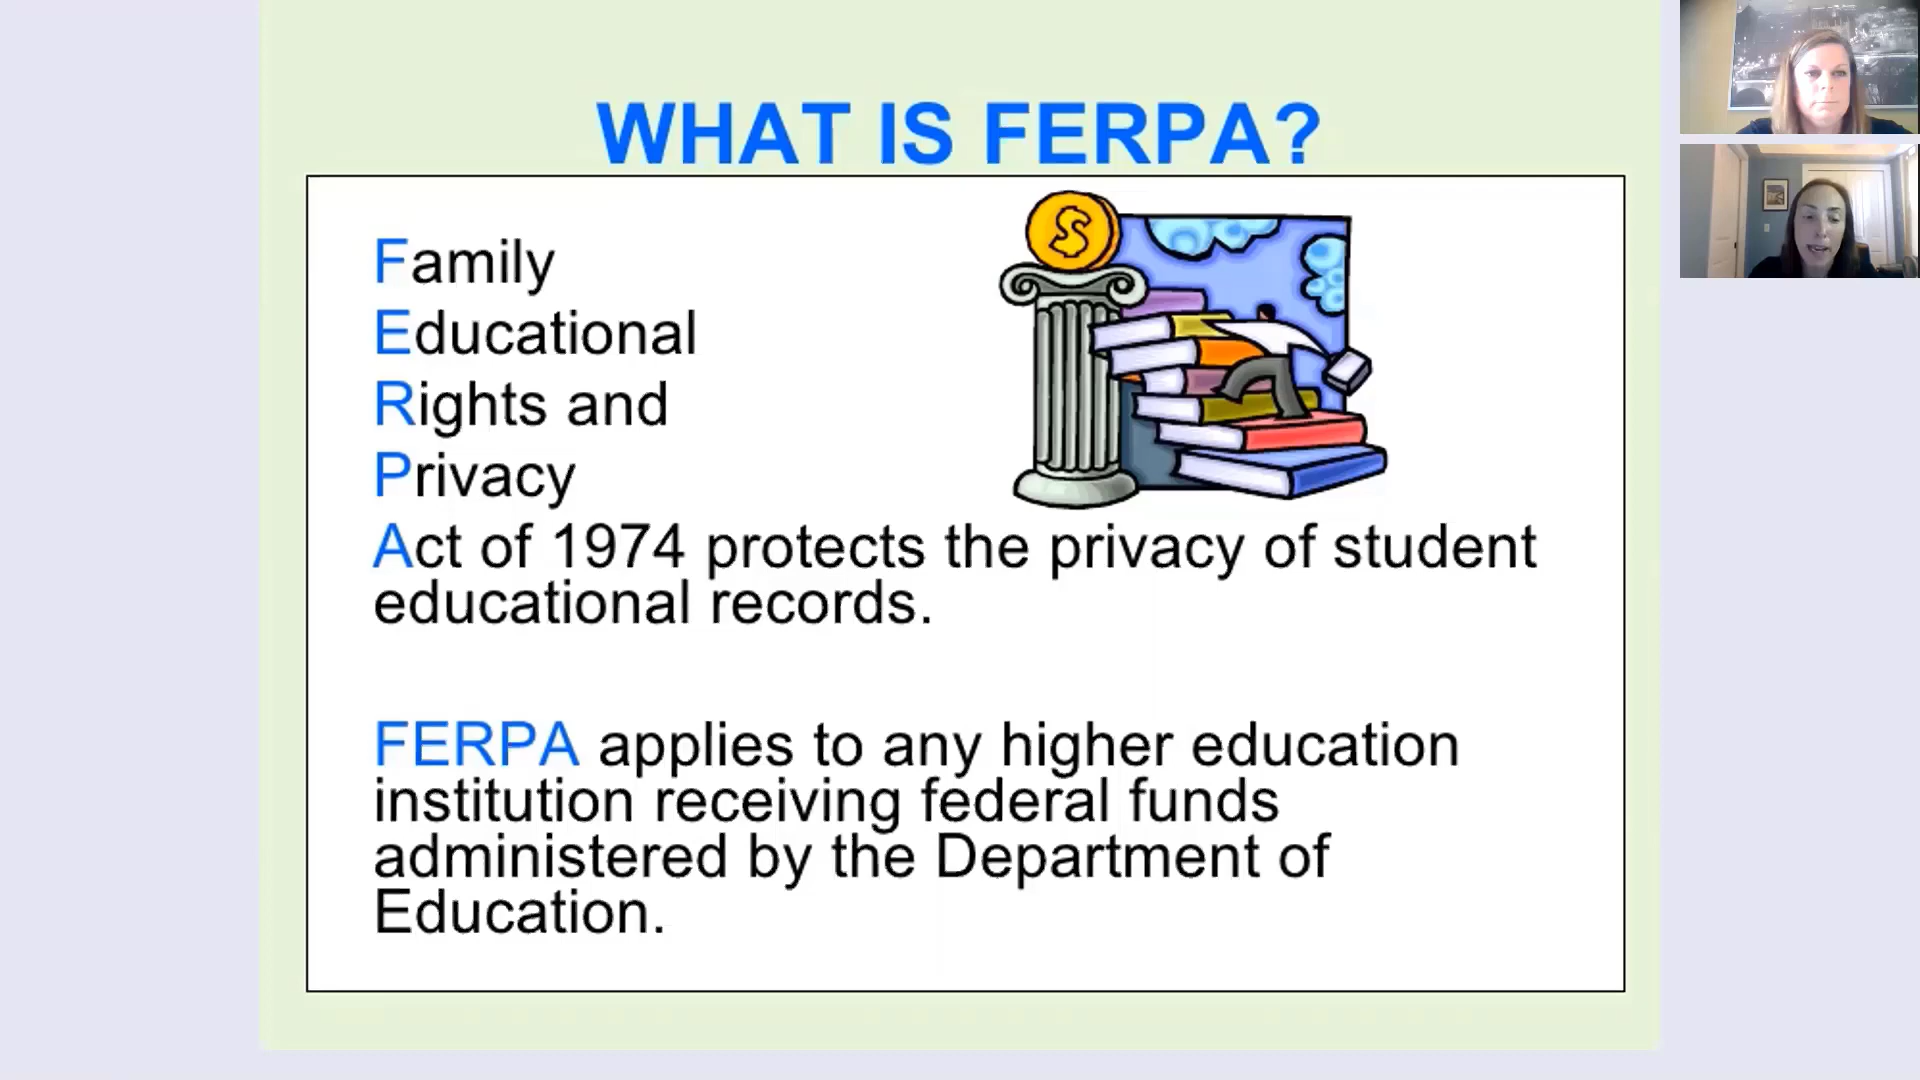 WHAT IS FERPA?
Family
Educational
Rights and
Privacy
Act of 1974 protects the privacy of student
educational records.
FERPA applies to any higher education
institution receiving federal funds
administered by the Department of
Education.